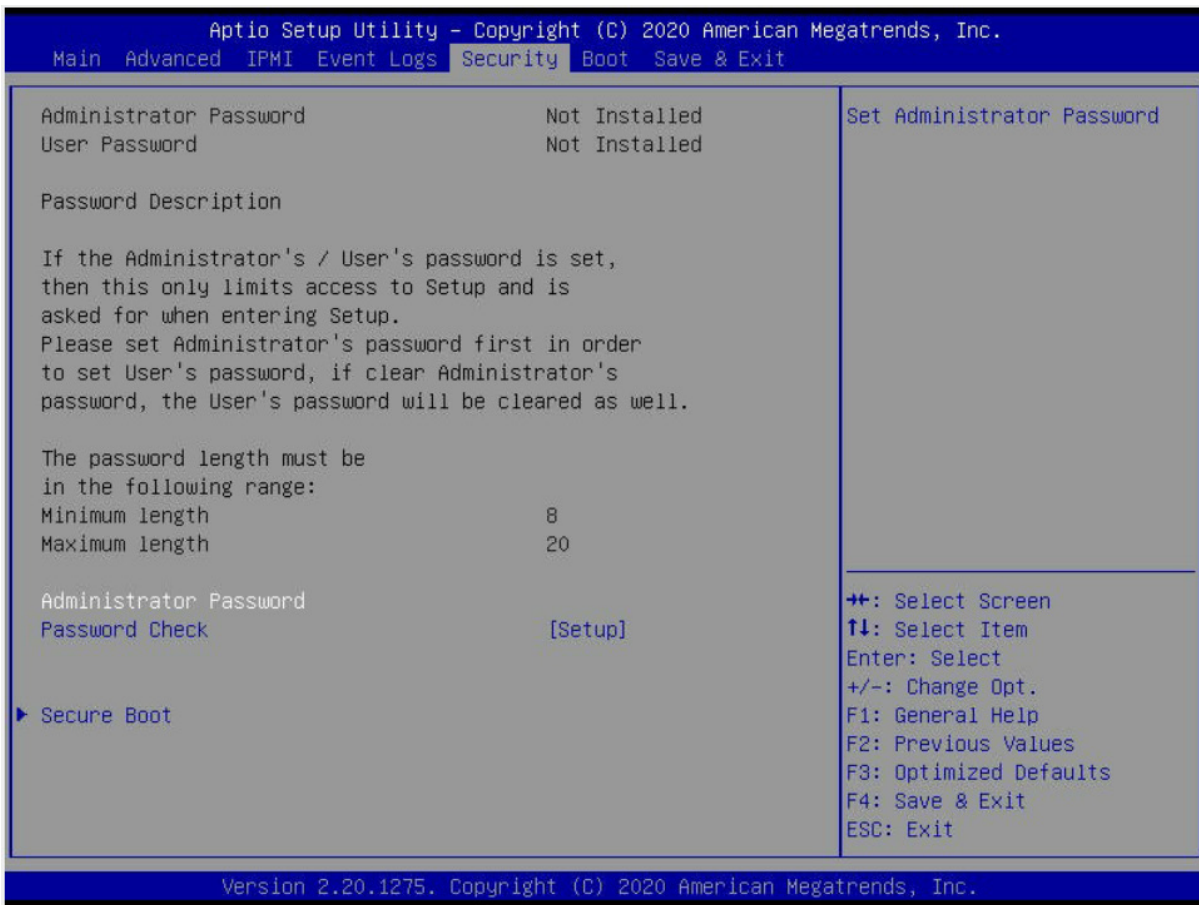 Aptio Setup Utility – Copyright (C) 2020 American Megatrends, Inc.
Main Advanced IPMI Event Logs Security Boot Save & Exit
Administrator Password Not Installed
User Password Not Installed
Password Description
If the Administrator's / User's password is set,
then this only limits access to Setup and is
asked for when entering Setup.
Please set Administrator's password first in order
to set User's password, if clear Administrator's
password, the User's password will be cleared as well.
The password length must be
in the following range:
Minimum length 8
Maximum length 20
Administrator Password
Password Check [Setup]
Secure Boot
Set Administrator Password
→←: Select Screen
↑↓: Select Item
Enter: Select
+/-: Change Opt.
F1: General Help
F2: Previous Values
F3: Optimized Defaults
F4: Save & Exit
ESC: Exit
Version 2.20.1275. Copyright (C) 2020 American Megatrends, Inc.